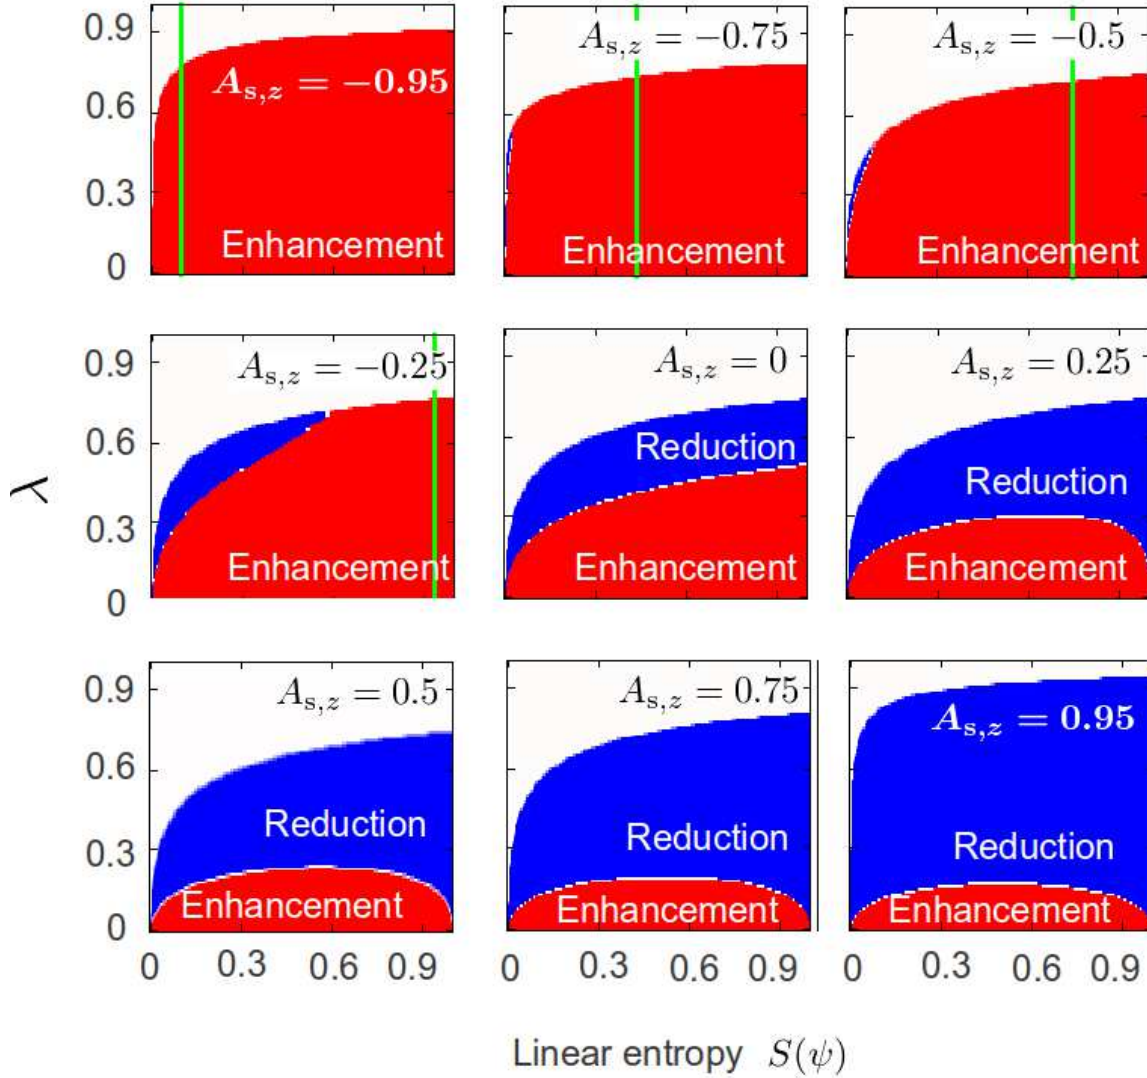 0.9
0.6
0.3
0
A_{s,z} = −0.95
Enhancement
A_{s,z} = −0.75
Enhancement
A_{s,z} = −0.5
Enhancement
λ
0.9
0.6
0.3
0
A_{s,z} = −0.25
Enhancement
A_{s,z} = 0
Reduction
Enhancement
A_{s,z} = 0.25
Reduction
Enhancement
0.9
0.6
0.3
0
A_{s,z} = 0.5
Reduction
Enhancement
A_{s,z} = 0.75
Reduction
Enhancement
A_{s,z} = 0.95
Reduction
Enhancement
0 0.3 0.6 0.9
0 0.3 0.6 0.9
0 0.3 0.6 0.9
Linear entropy S(ψ)